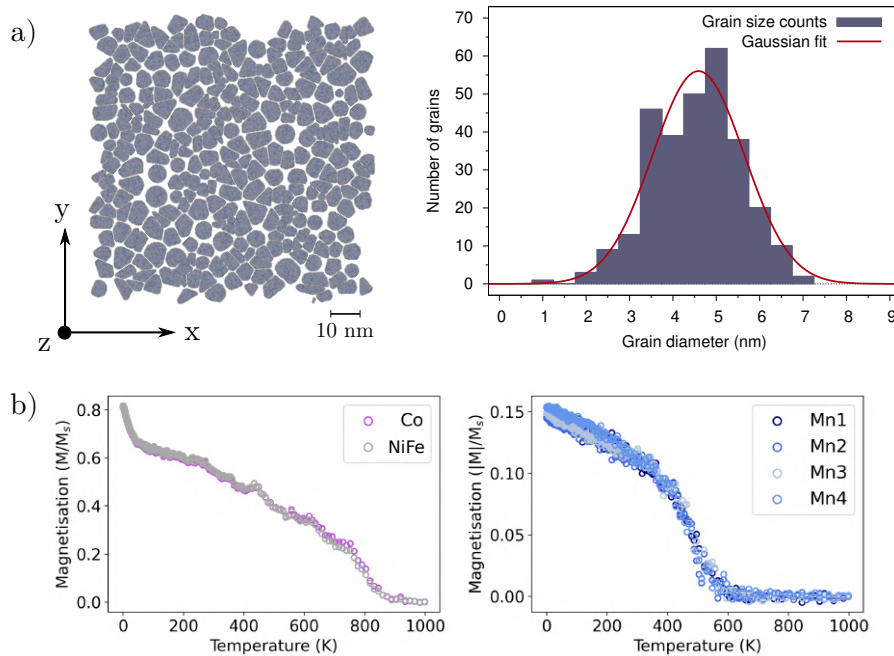 a)
y
z
x
10 nm
Number of grains
70
60
50
40
30
20
10
0
Grain size counts
Gaussian fit
0 1 2 3 4 5 6 7 8 9
Grain diameter (nm)
b)
Magnetisation (M/Mₛ)
0.8
0.6
0.4
0.2
0.0
Co
NiFe
0 200 400 600 800 1000
Temperature (K)
Magnetisation (|M|/Mₛ)
0.15
0.10
0.05
0.00
Mn1
Mn2
Mn3
Mn4
0 200 400 600 800 1000
Temperature (K)